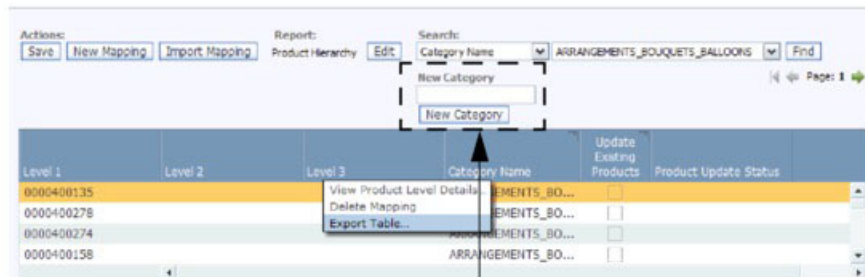 Actions: Report: Search:
Save New Mapping Import Mapping Product Hierarchy Edit Category Name ARRANGEMENTS_BOUQUETS_BALLOONS Find
New Category Page: 1
New Category
Update
Existing
Level 1 Level 2 Level 3 Category Name Products Product Update Status
0000400135 View Product Level Details... EMENTS_BO...
0000400278 Delete Mapping EMENTS_BO...
0000400274 Export Table...
0000400158 ARRANGEMENTS_BO...